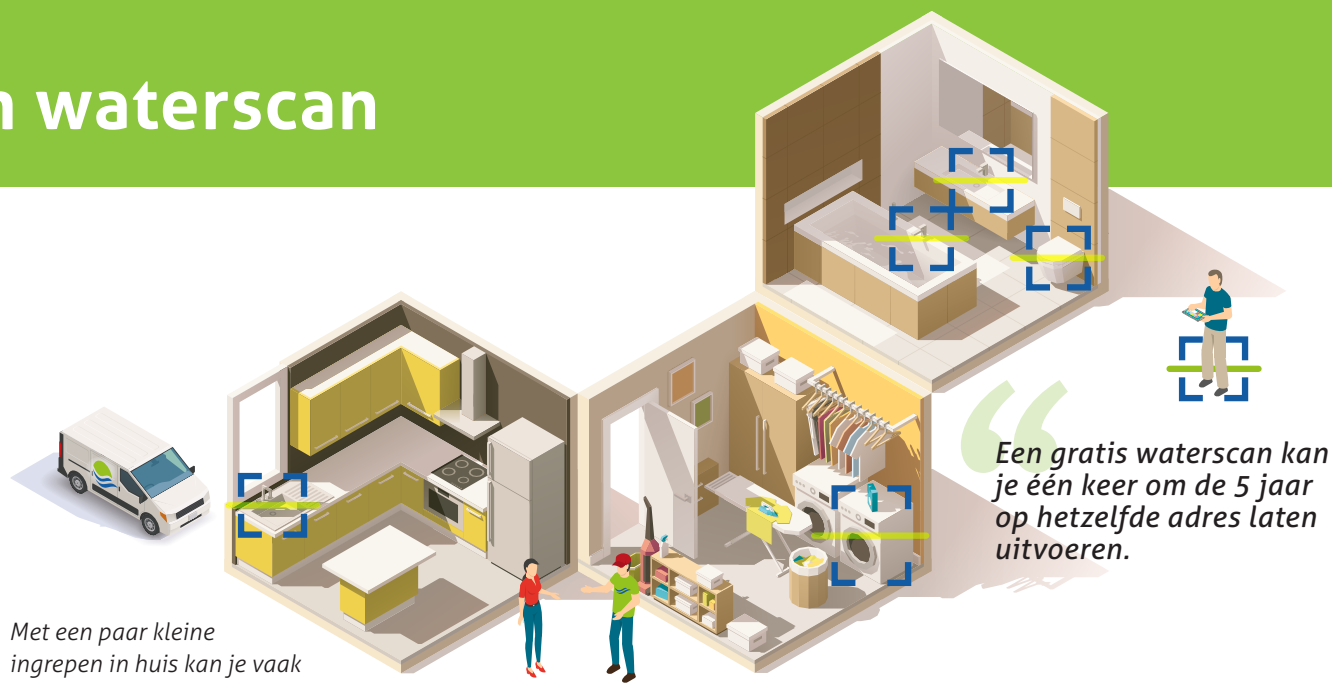 n waterscan
Een gratis waterscan kan
je één keer om de 5 jaar
op hetzelfde adres laten
uitvoeren.
Met een paar kleine
ingrepen in huis kan je vaak